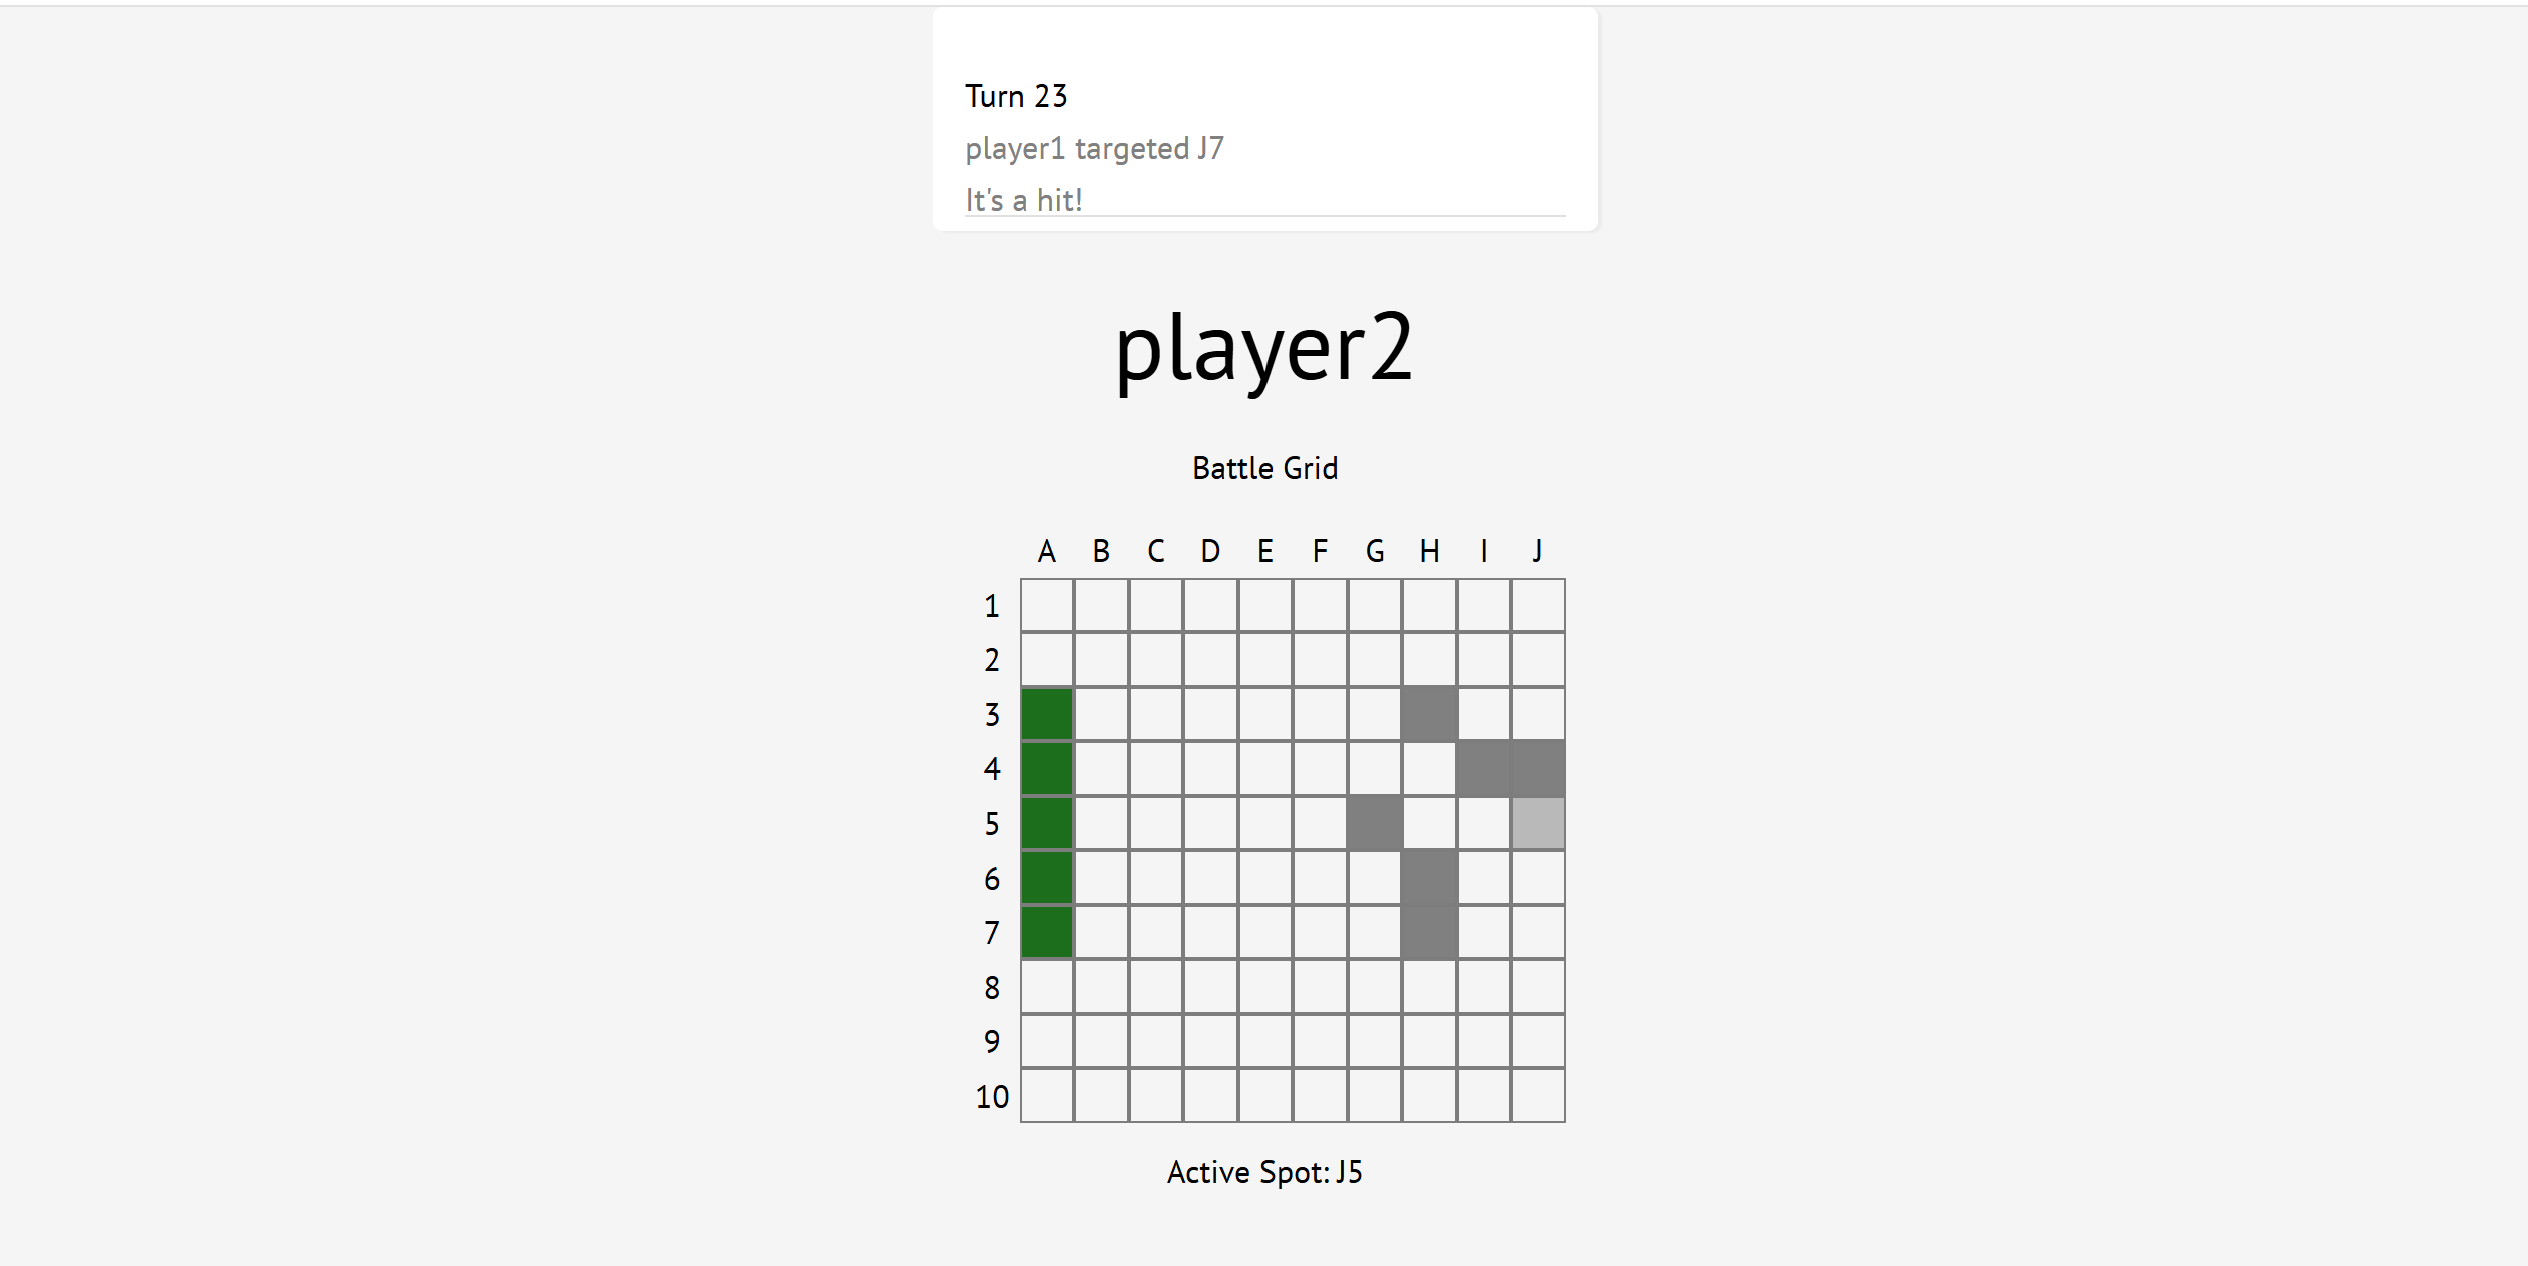 Turn 23
player1 targeted J7
It's a hit!
player2
Battle Grid
A B C D E F G H I J
1
2
3
4
5
6
7
8
9
10
Active Spot: J5